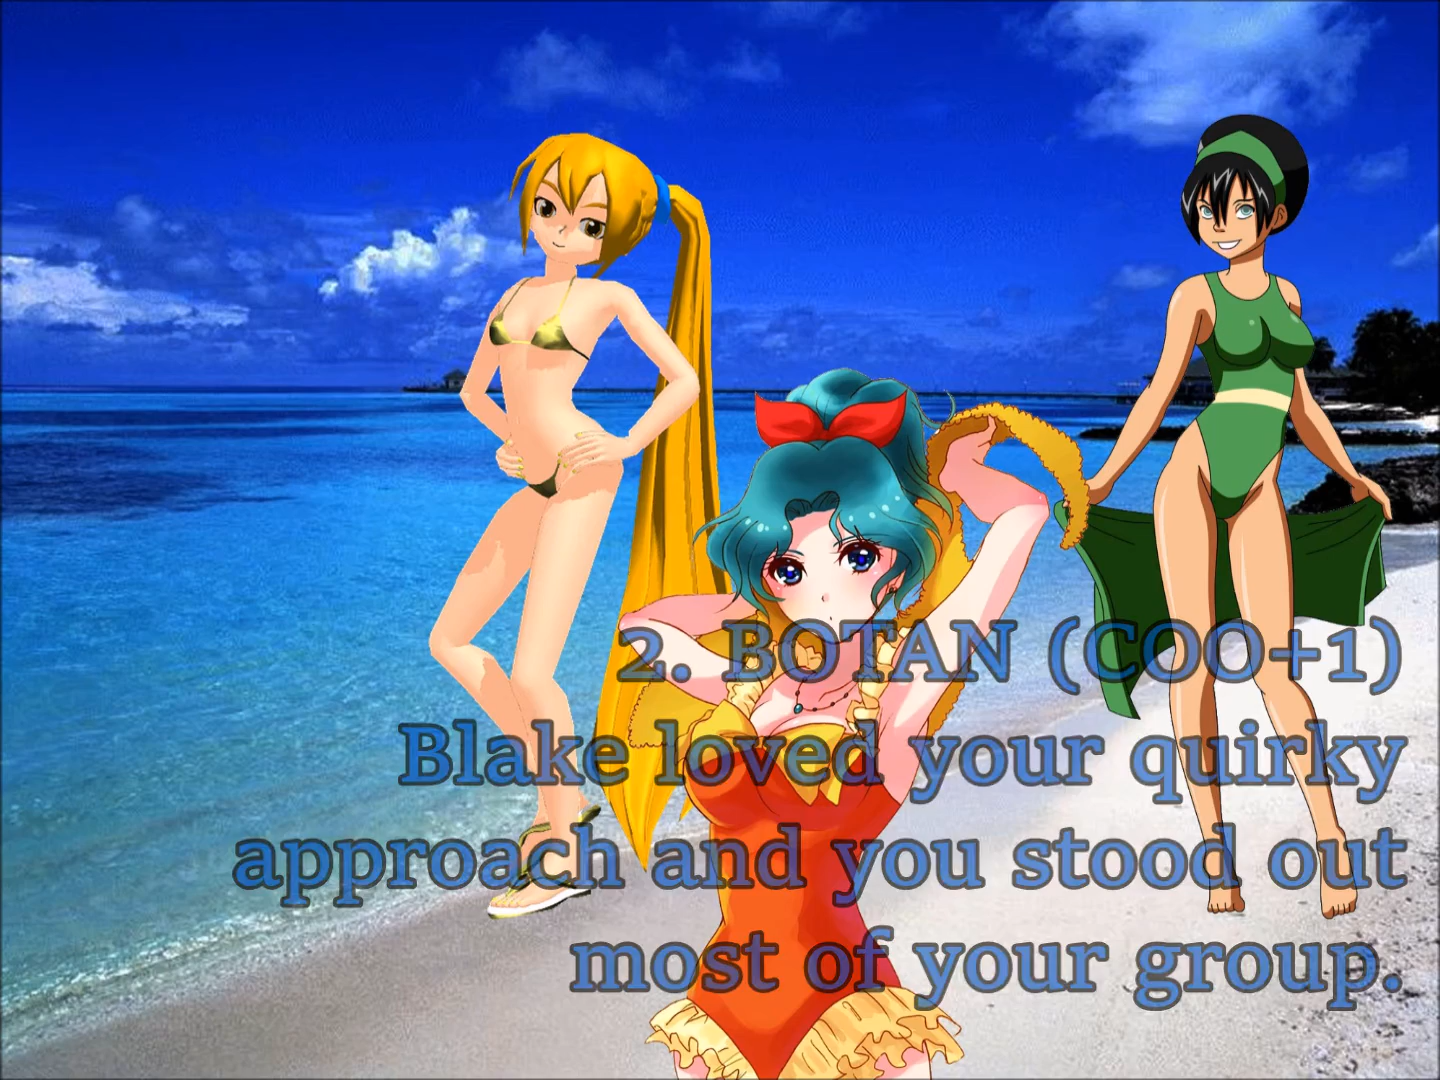 2. BOTAN (COO+1)
Blake loved your quirky
approach and you stood out
most of your group.